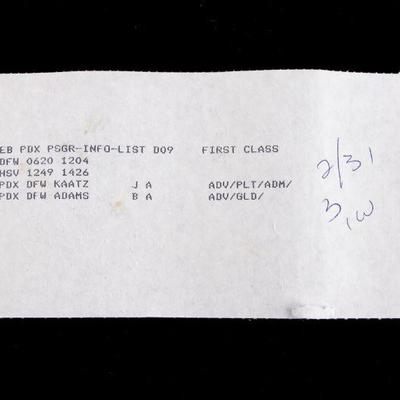 EB PDX PSGR-INFO-LIST D09 FIRST CLASS
DFW 0620 1204
HSV 1249 1426
PDX DFW KAATZ J A ADV/PLT/ADM/
PDX DFW ADAMS B A ADV/GLD/
2/31
3, W